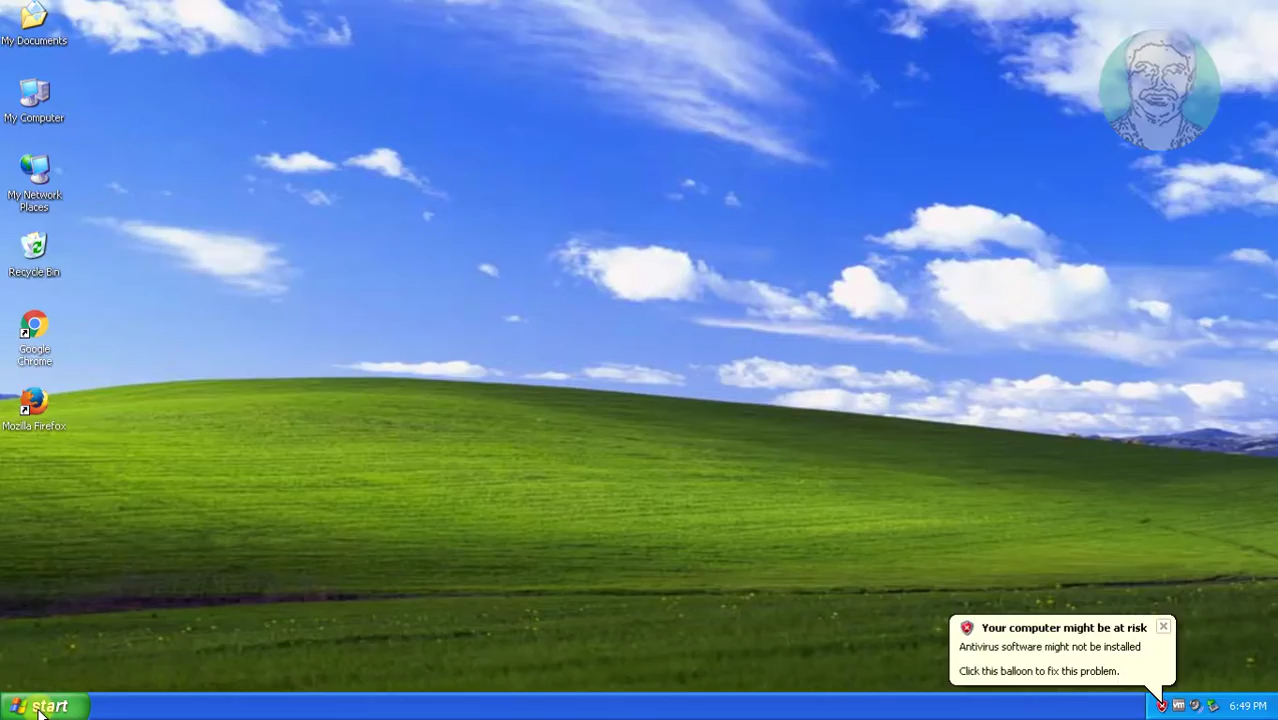 My Documents
My Computer
My Network
Places
Recycle Bin
Google
Chrome
Mozilla Firefox
Your computer might be at risk
Antivirus software might not be installed
Click this balloon to fix this problem.
start
vm
6:49 PM